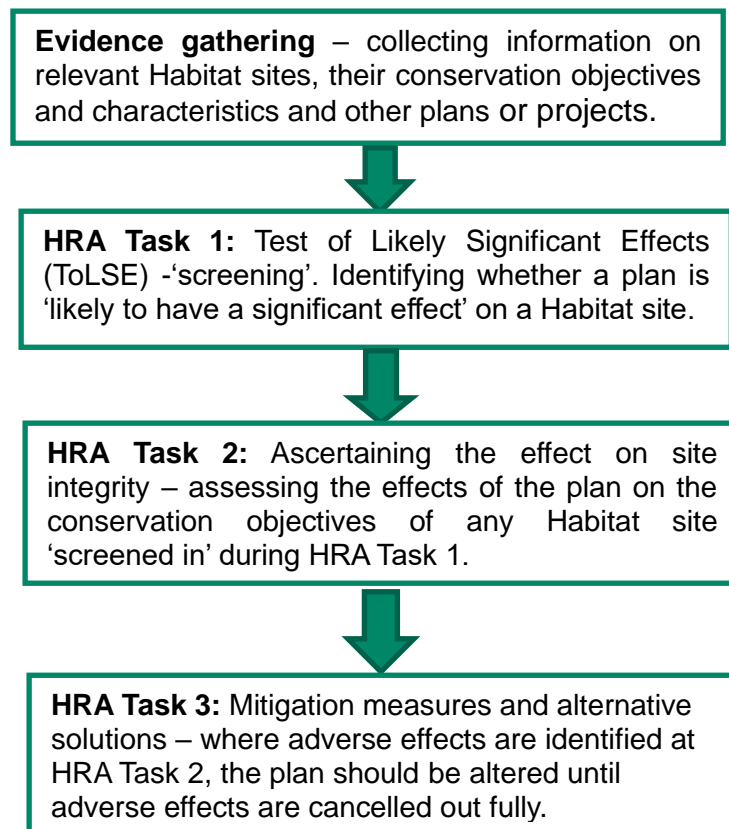 Evidence gathering – collecting information on
relevant Habitat sites, their conservation objectives
and characteristics and other plans or projects.
HRA Task 1: Test of Likely Significant Effects
(ToLSE) -‘screening’. Identifying whether a plan is
‘likely to have a significant effect’ on a Habitat site.
HRA Task 2: Ascertaining the effect on site
integrity – assessing the effects of the plan on the
conservation objectives of any Habitat site
‘screened in’ during HRA Task 1.
HRA Task 3: Mitigation measures and alternative
solutions – where adverse effects are identified at
HRA Task 2, the plan should be altered until
adverse effects are cancelled out fully.